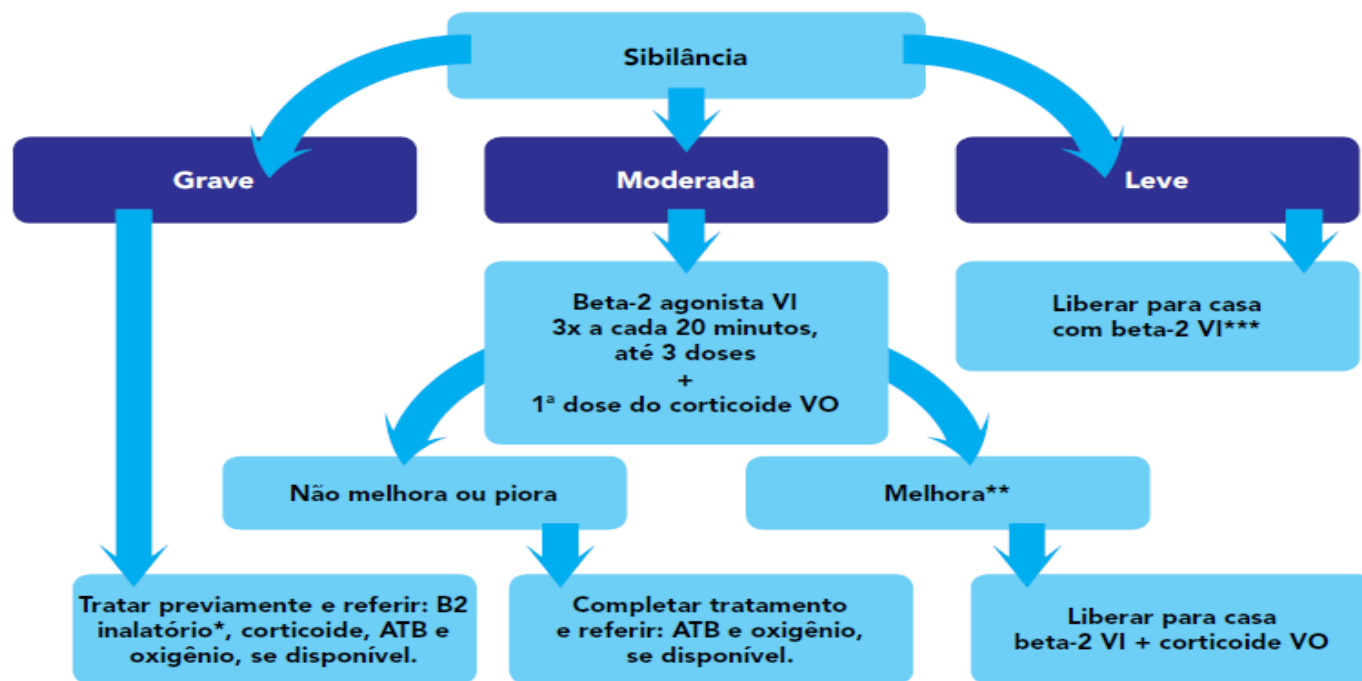 Sibilância
Grave
Moderada
Leve
Beta-2 agonista VI
3x a cada 20 minutos,
até 3 doses
+
1ª dose do corticoide VO
Liberar para casa
com beta-2 VI***
Não melhora ou piora
Melhora**
Tratar previamente e referir: B2
inalatório*, corticoide, ATB e
oxigênio, se disponível.
Completar tratamento
e referir: ATB e oxigênio,
se disponível.
Liberar para casa
beta-2 VI + corticoide VO